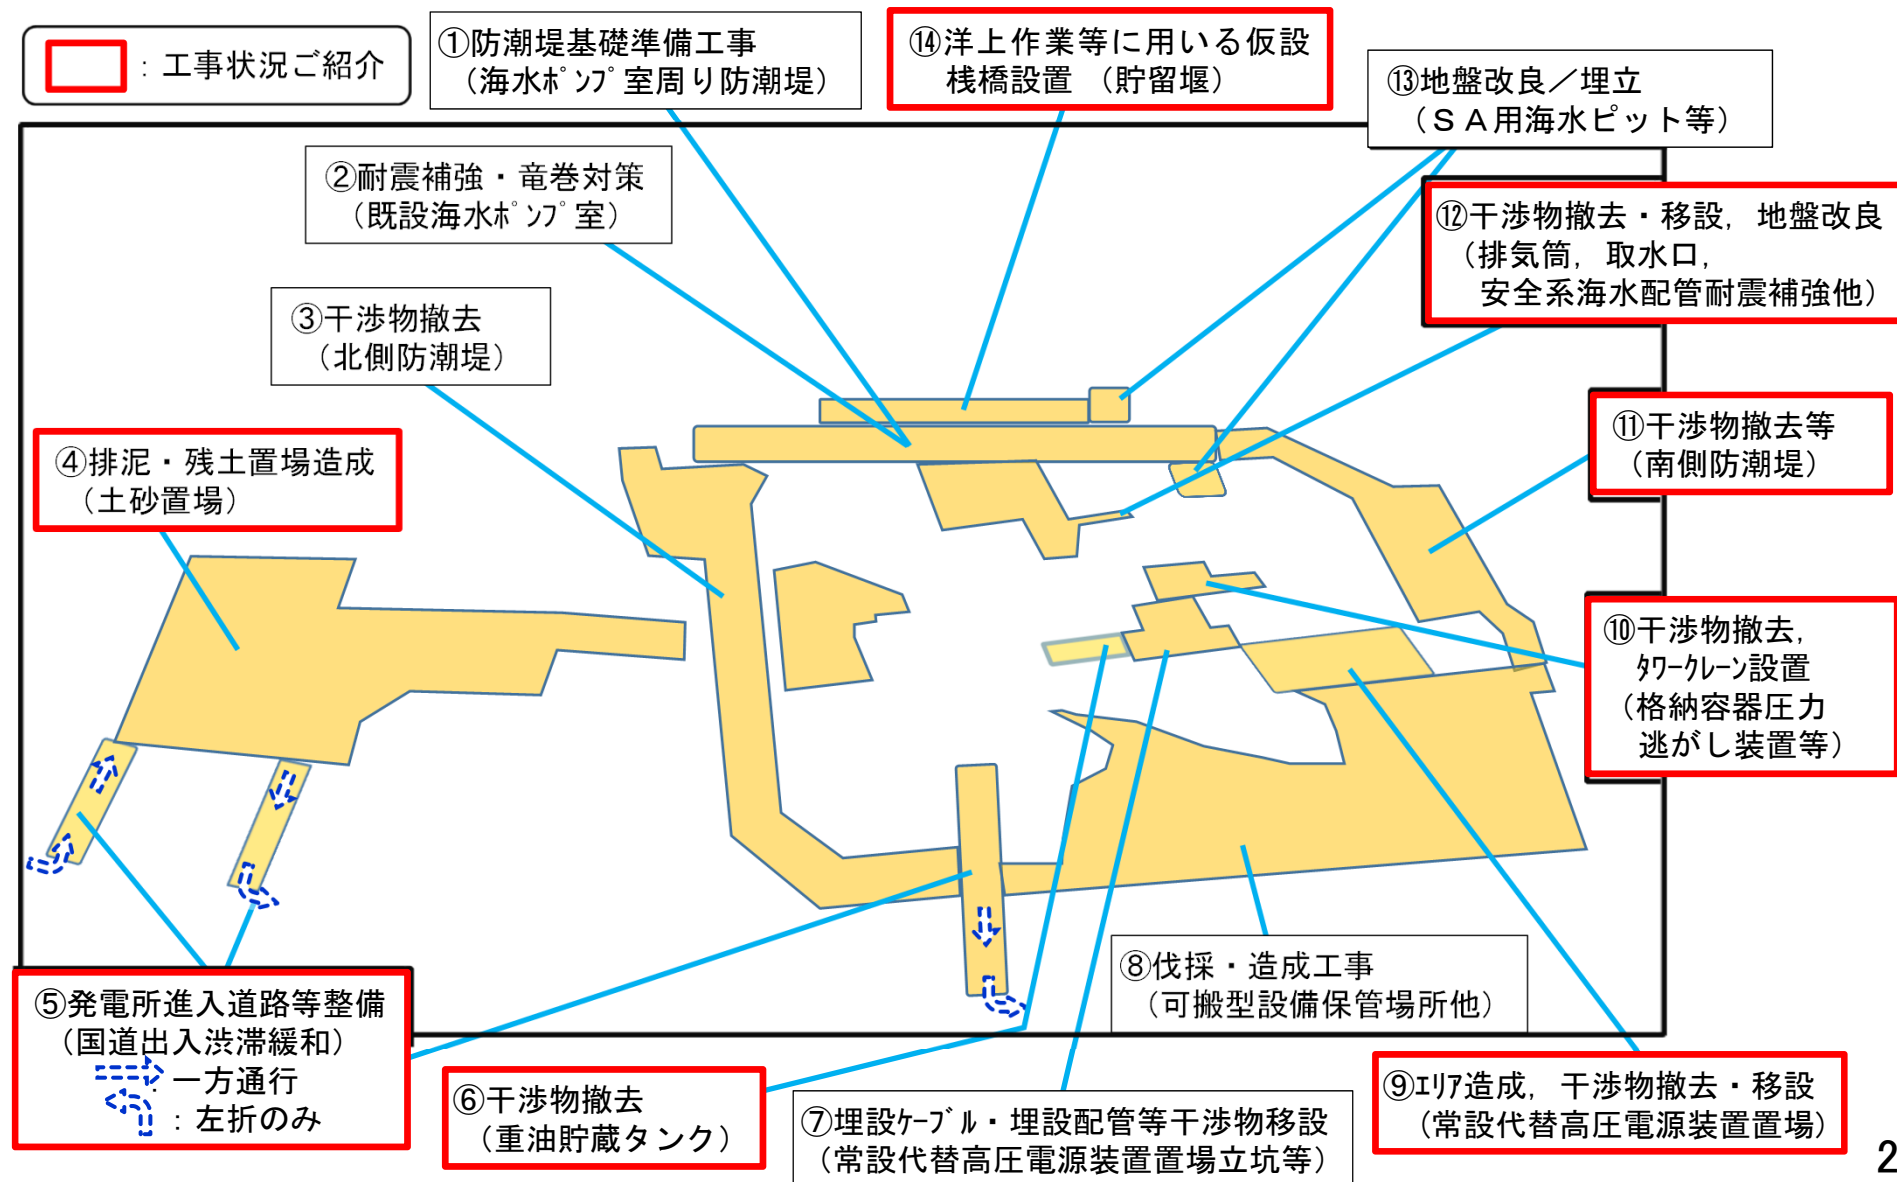 ：工事状況ご紹介
①防潮堤基礎準備工事
（海水ﾎﾟﾝﾌﾟ室周り防潮堤）
⑭洋上作業等に用いる仮設
桟橋設置　（貯留堰）
⑬地盤改良／埋立
（ＳＡ用海水ピット等）
②耐震補強・竜巻対策
（既設海水ﾎﾟﾝﾌﾟ室）
⑫干渉物撤去・移設，地盤改良
（排気筒，取水口，
安全系海水配管耐震補強他）
③干渉物撤去
（北側防潮堤）
⑪干渉物撤去等
（南側防潮堤）
④排泥・残土置場造成
（土砂置場）
⑩干渉物撤去，
ﾀﾜｰｸﾚｰﾝ設置
（格納容器圧力
逃がし装置等）
⑤発電所進入道路等整備
（国道出入渋滞緩和）
：一方通行
：左折のみ
⑧伐採・造成工事
（可搬型設備保管場所他）
⑥干渉物撤去
（重油貯蔵タンク）
⑦埋設ｹｰﾌﾞﾙ・埋設配管等干渉物移設
（常設代替高圧電源装置置場立坑等）
⑨ｴﾘｱ造成，干渉物撤去・移設
（常設代替高圧電源装置置場）
2